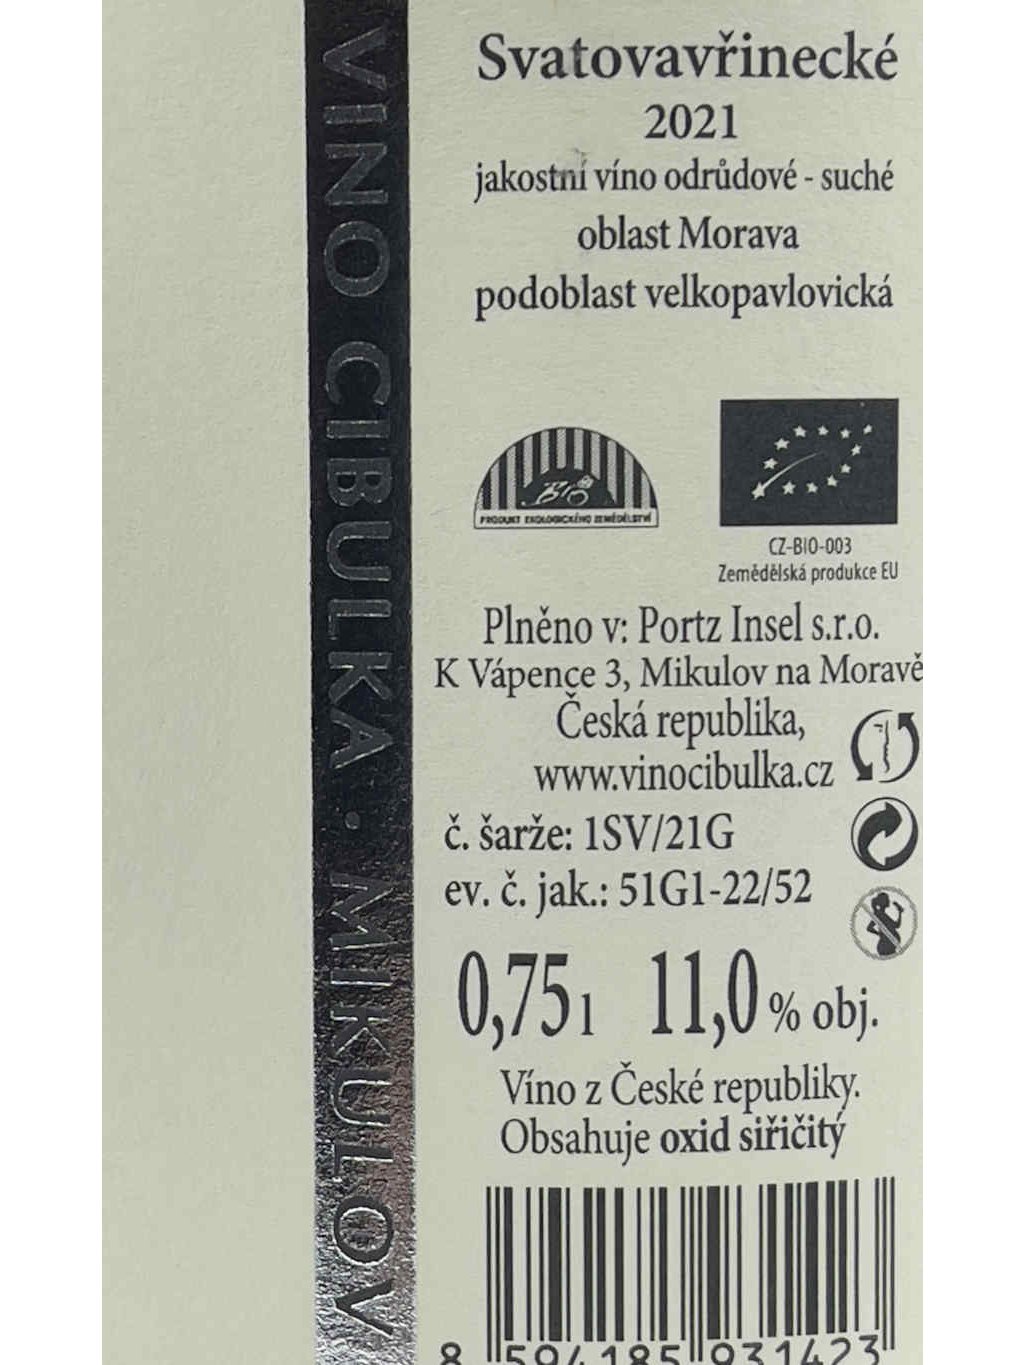 VINO CIBULKA · MIKULOV
Svatovavřinecké
2021
jakostní víno odrůdové - suché
oblast Morava
podoblast velkopavlovická
BIO
PRODUKT EKOLOGICKÉHO ZEMĚDĚLSTVÍ
CZ-BIO-003
Zemědělská produkce EU
Plněno v: Portz Insel s.r.o.
K Vápence 3, Mikulov na Moravě
Česká republika,
www.vinocibulka.cz
č. šarže: 1SV/21G
ev. č. jak.: 51G1-22/52
0,75 l 11,0 % obj.
Víno z České republiky.
Obsahuje oxid siřičitý
8 594185 931423